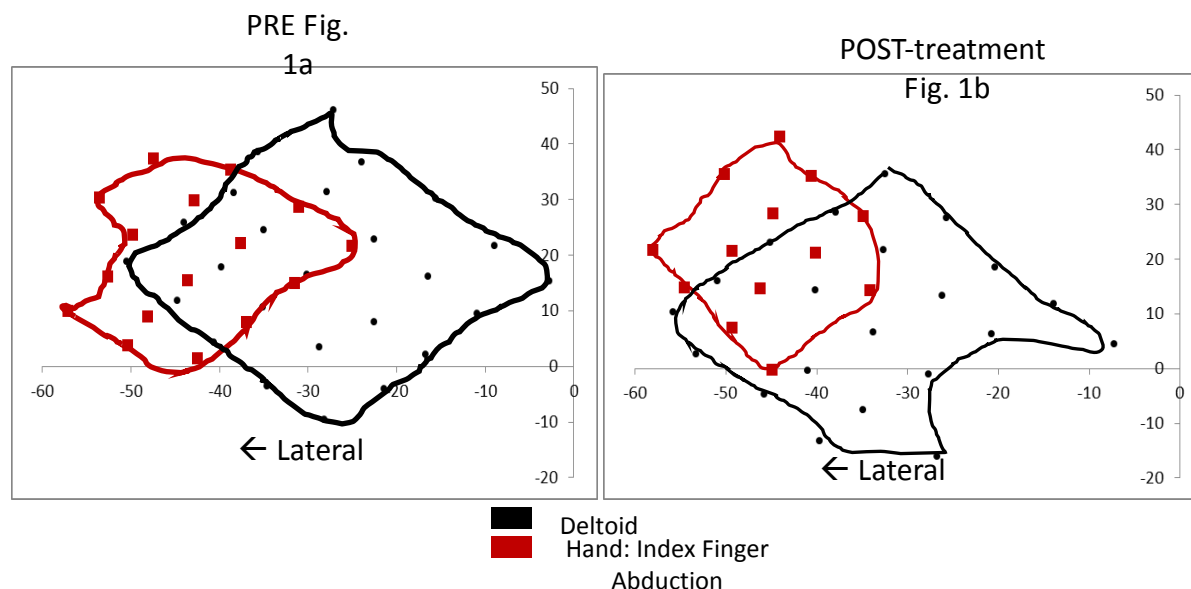 PRE Fig.
1a
50
40
30
20
10
0
-60 -50 -40 -30 -20 -10 0
-10
← Lateral
-20
POST-treatment
Fig. 1b
50
40
30
20
10
0
-60 -50 -40 -30 -20 -10 0
-10
← Lateral
-20
Deltoid
Hand: Index Finger
Abduction